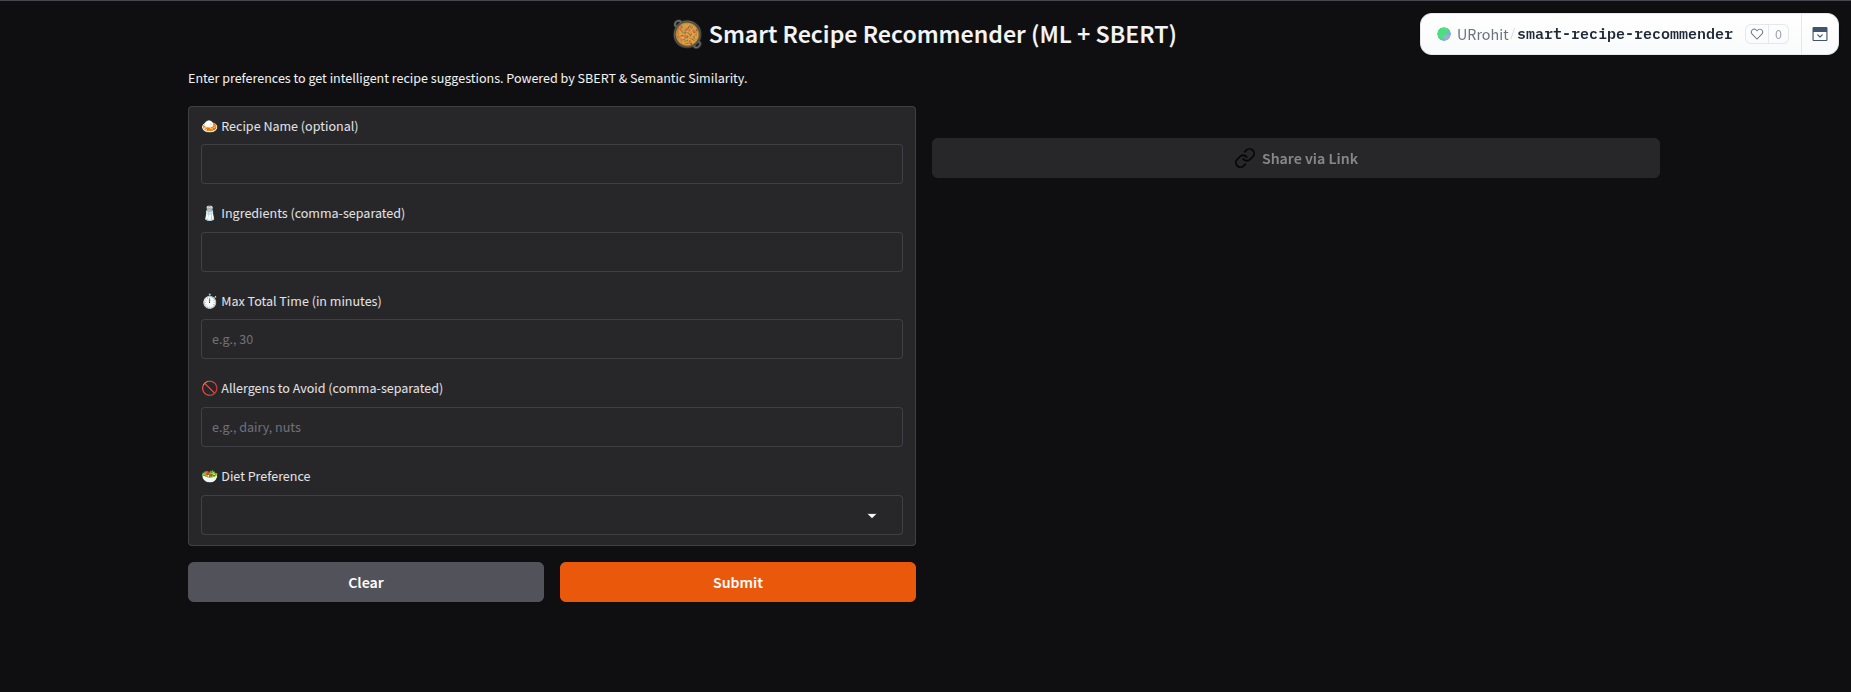 🥘 Smart Recipe Recommender (ML + SBERT)
URrohit/smart-recipe-recommender 0
Enter preferences to get intelligent recipe suggestions. Powered by SBERT & Semantic Similarity.
🍛 Recipe Name (optional)
Share via Link
🧂 Ingredients (comma-separated)
⏱️ Max Total Time (in minutes)
e.g., 30
🚫 Allergens to Avoid (comma-separated)
e.g., dairy, nuts
🥗 Diet Preference
Clear
Submit